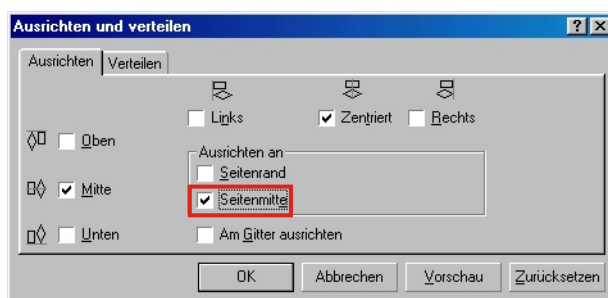 Ausrichten und verteilen
Ausrichten Verteilen
Links Zentriert Rechts
Oben
Ausrichten an
Seitenrand
Mitte
Seitenmitte
Unten
Am Gitter ausrichten
OK Abbrechen Vorschau Zurücksetzen